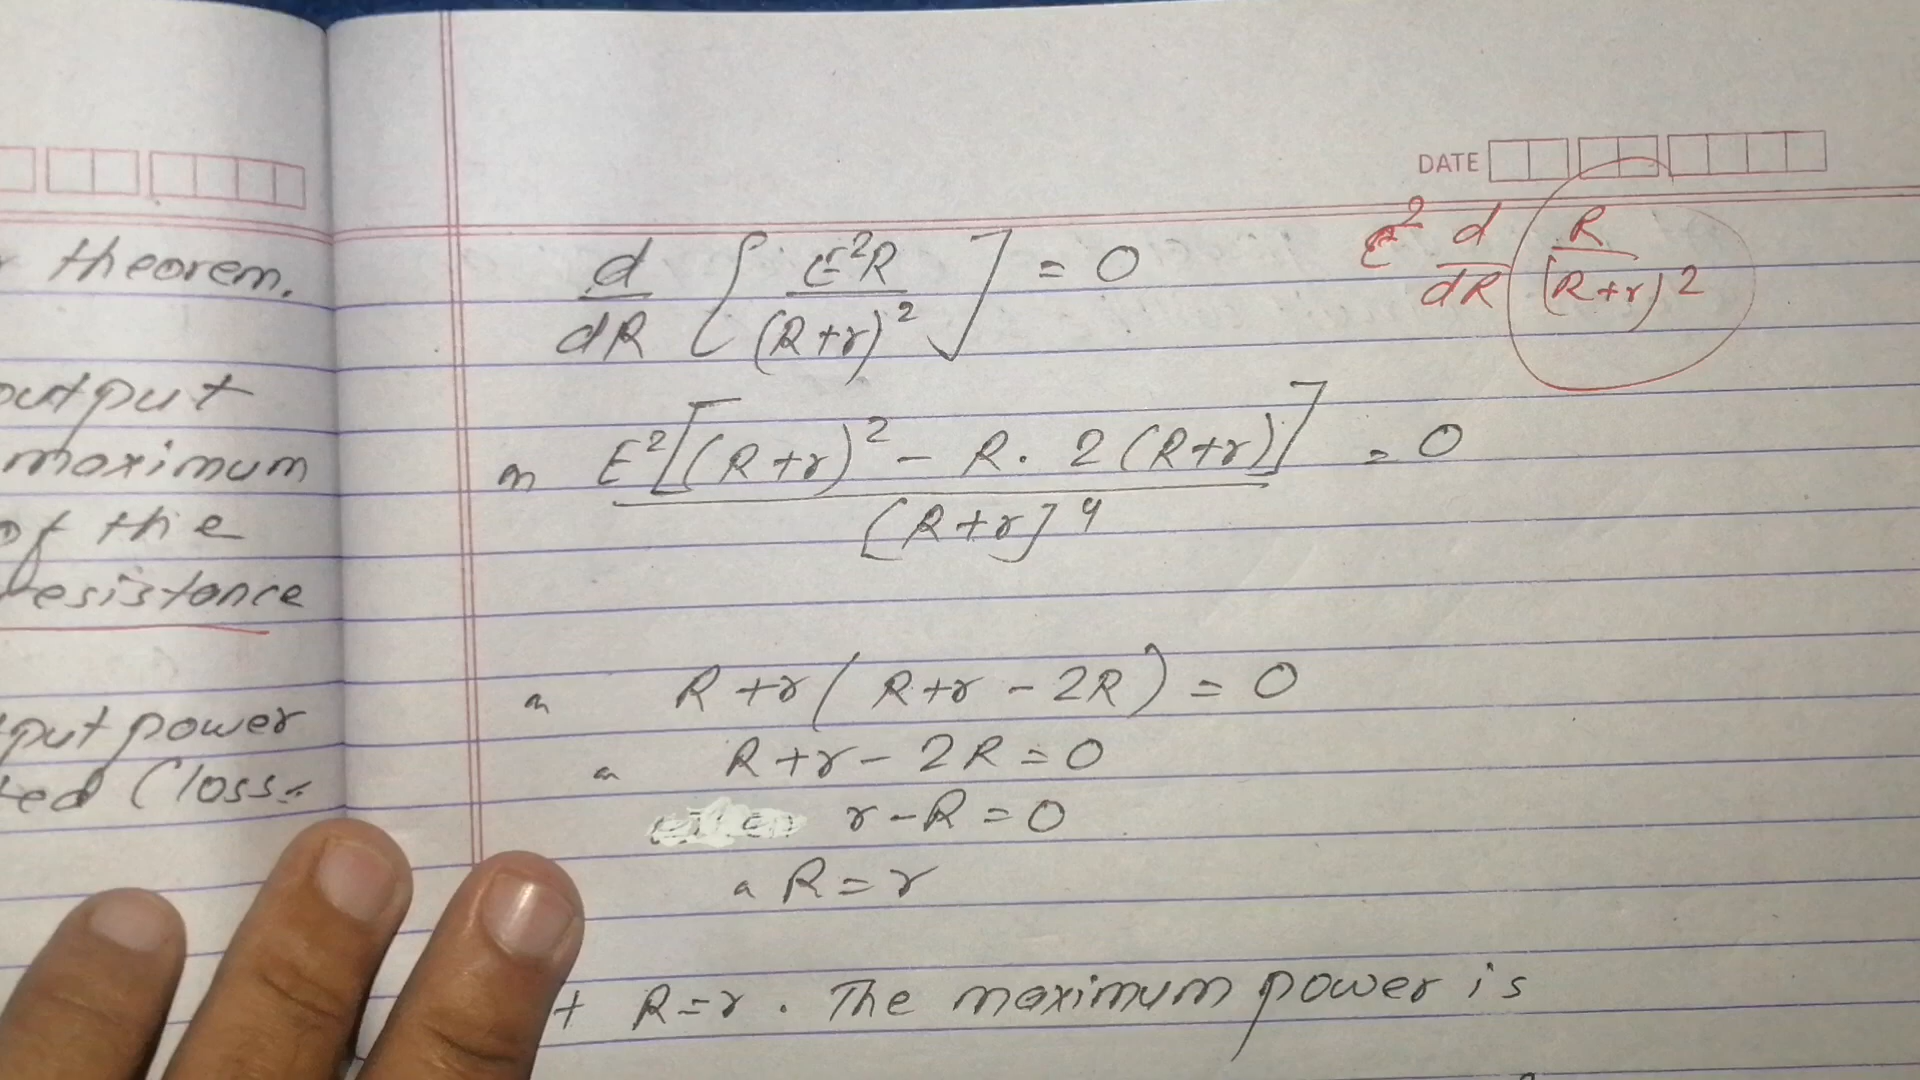 theorem.
output
maximum
of the
resistance
put power
ted (loss.
DATE
d/dR [E²R/(R+r)²] = 0
E² d/dR (R/(R+r)²)
E²[(R+r)² - R. 2(R+r)]/[R+r]⁴ = 0
R+r(R+r-2R) = 0
R+r-2R=0
r-R=0
R=r
R=r. The maximum power is